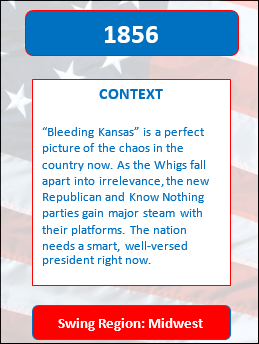 1856
CONTEXT
“Bleeding Kansas” is a perfect
picture of the chaos in the
country now. As the Whigs fall
apart into irrelevance, the new
Republican and Know Nothing
parties gain major steam with
their platforms. The nation
needs a smart, well-versed
president right now.
Swing Region: Midwest